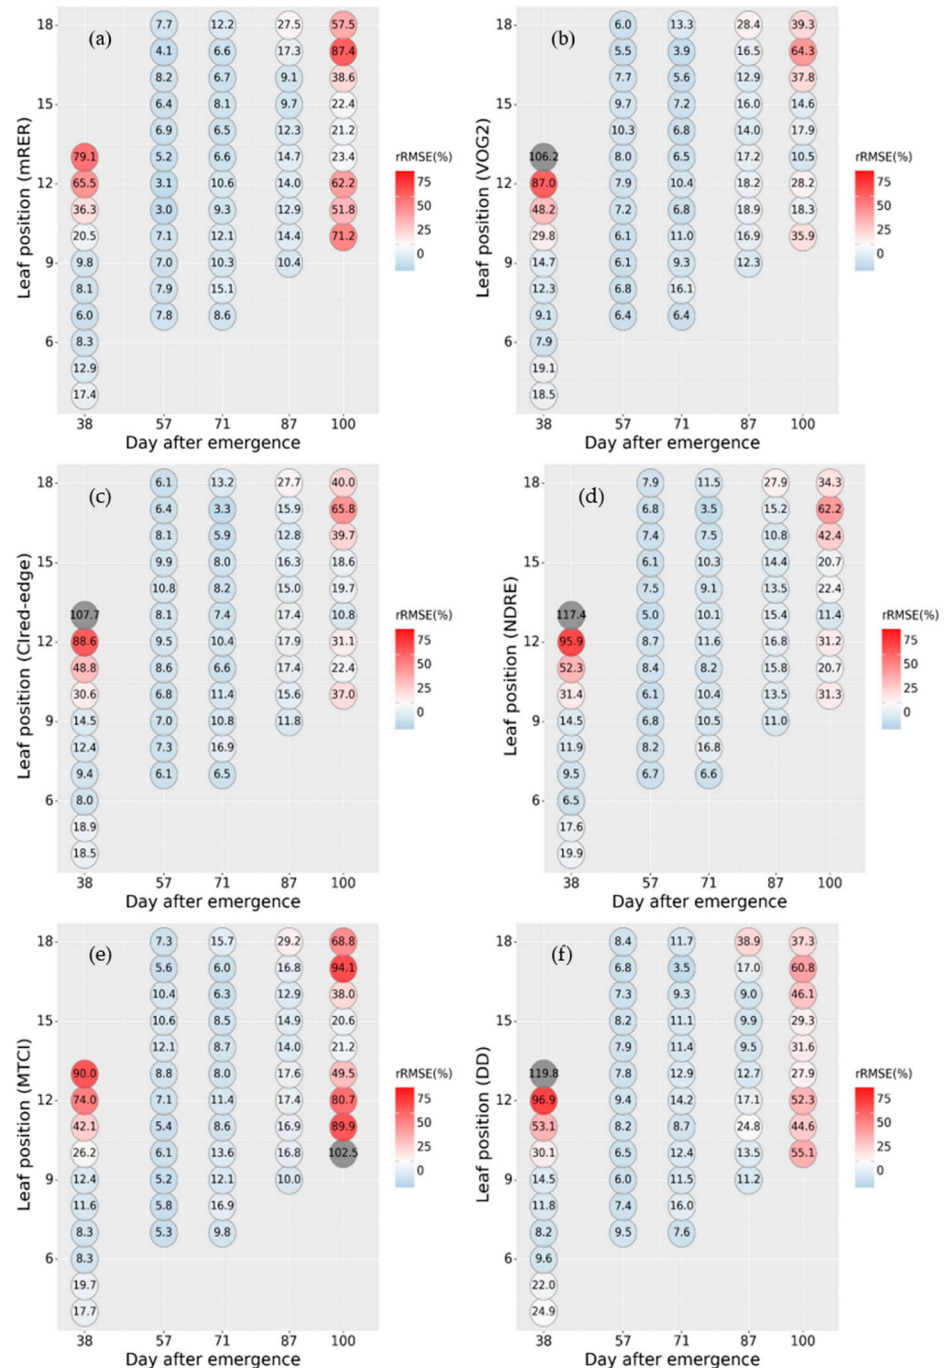 (a)
Leaf position (mRER)
18 7.7 12.2 27.5 57.5
4.1 6.6 17.3 87.4
8.2 6.7 9.1 38.6
15 6.4 8.1 9.7 22.4
6.9 6.5 12.3 21.2
79.1 5.2 6.6 14.7 23.4
12 65.5 3.1 10.6 14.0 62.2
36.3 3.0 9.3 12.9 51.8
20.5 7.1 12.1 14.4 71.2
9 9.8 7.0 10.3 10.4
8.1 7.9 15.1
6.0 7.8 8.6
6 8.3
12.9
17.4
38 57 71 87 100
Day after emergence
rRMSE(%)
75
50
25
0
(b)
Leaf position (VOG2)
18 6.0 13.3 28.4 39.3
5.5 3.9 16.5 64.3
7.7 5.6 12.9 37.8
15 9.7 7.2 16.0 14.6
10.3 6.8 14.0 17.9
106.2 8.0 6.5 17.2 10.5
12 87.0 7.9 10.4 18.2 28.2
48.2 7.2 6.8 18.9 18.3
29.8 6.1 11.0 16.9 35.9
9 14.7 6.1 9.3 12.3
12.3 6.8 16.1
9.1 6.4 6.4
6 7.9
19.1
18.5
38 57 71 87 100
Day after emergence
rRMSE(%)
75
50
25
0
(c)
Leaf position (CIred-edge)
18 6.1 13.2 27.7 40.0
6.4 3.3 15.9 65.8
8.1 5.9 12.8 39.7
15 9.9 8.0 16.3 18.6
10.8 8.2 15.0 19.7
107.7 8.1 7.4 17.4 10.8
12 88.6 9.5 10.4 17.9 31.1
48.8 8.6 6.6 17.4 22.4
30.6 6.8 11.4 15.6 37.0
9 14.5 7.0 10.8 11.8
12.4 7.3 16.9
9.4 6.1 6.5
6 8.0
18.9
18.5
38 57 71 87 100
Day after emergence
rRMSE(%)
75
50
25
0
(d)
Leaf position (NDRE)
18 7.9 11.5 27.9 34.3
6.8 3.5 15.2 62.2
7.4 7.5 10.8 42.4
15 6.1 10.3 14.4 20.7
7.5 9.1 13.5 22.4
117.4 5.0 10.1 15.4 11.4
12 95.9 8.7 11.6 16.8 31.2
52.3 8.4 8.2 15.8 20.7
31.4 6.1 10.4 13.5 31.3
9 14.5 6.8 10.5 11.0
11.9 8.2 16.8
9.5 6.7 6.6
6 6.5
17.6
19.9
38 57 71 87 100
Day after emergence
rRMSE(%)
75
50
25
0
(e)
Leaf position (MTCI)
18 7.3 15.7 29.2 68.8
5.6 6.0 16.8 94.1
10.4 6.3 12.9 38.0
15 10.6 8.5 14.9 20.6
12.1 8.7 14.0 21.2
90.0 8.8 8.0 17.6 49.5
12 74.0 7.1 11.4 17.4 80.7
42.1 5.4 8.6 16.9 89.9
26.2 6.1 13.6 16.8 102.5
9 12.4 5.2 12.1 10.0
11.6 5.8 16.9
8.3 5.3 9.8
6 8.3
19.7
17.7
38 57 71 87 100
Day after emergence
rRMSE(%)
75
50
25
0
(f)
Leaf position (DD)
18 8.4 11.7 38.9 37.3
6.8 3.5 17.0 60.8
7.3 9.3 9.0 46.1
15 8.2 11.1 9.9 29.3
7.9 11.4 9.5 31.6
119.8 7.8 12.9 12.7 27.9
12 96.9 9.4 14.2 17.1 52.3
53.1 8.2 8.7 24.8 44.6
30.1 6.5 12.4 13.5 55.1
9 14.5 6.0 11.5 11.2
11.8 7.4 16.0
8.2 9.5 7.6
6 9.6
22.0
24.9
38 57 71 87 100
Day after emergence
rRMSE(%)
75
50
25
0